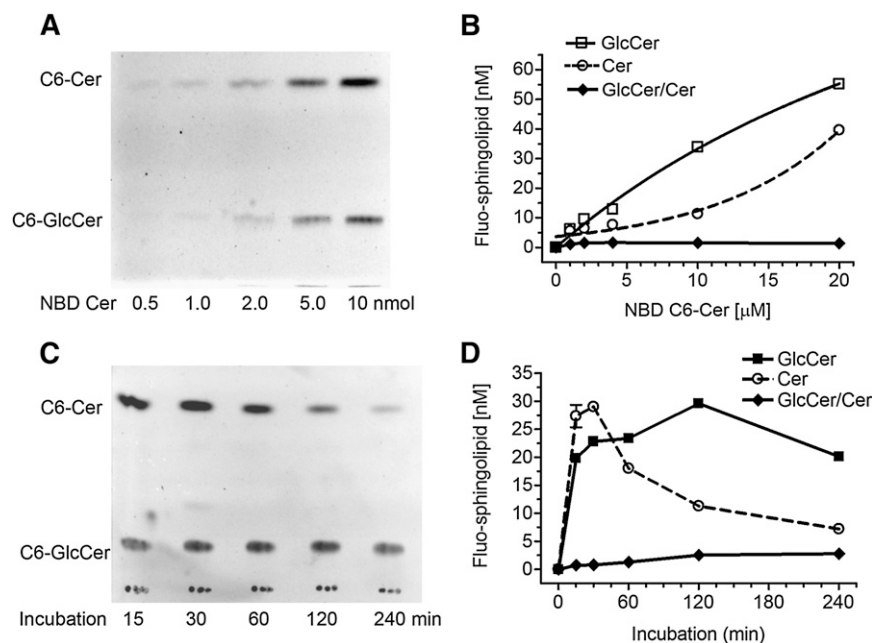 A
C6-Cer
C6-GlcCer
NBD Cer 0.5 1.0 2.0 5.0 10 nmol
B
GlcCer
Cer
GlcCer/Cer
Fluo-sphingolipid [nM]
60
50
40
30
20
10
0
0 5 10 15 20
NBD C6-Cer [μM]
C
C6-Cer
C6-GlcCer
Incubation 15 30 60 120 240 min
D
GlcCer
Cer
GlcCer/Cer
Fluo-sphingolipid [nM]
35
30
25
20
15
10
5
0
0 60 120 180 240
Incubation (min)